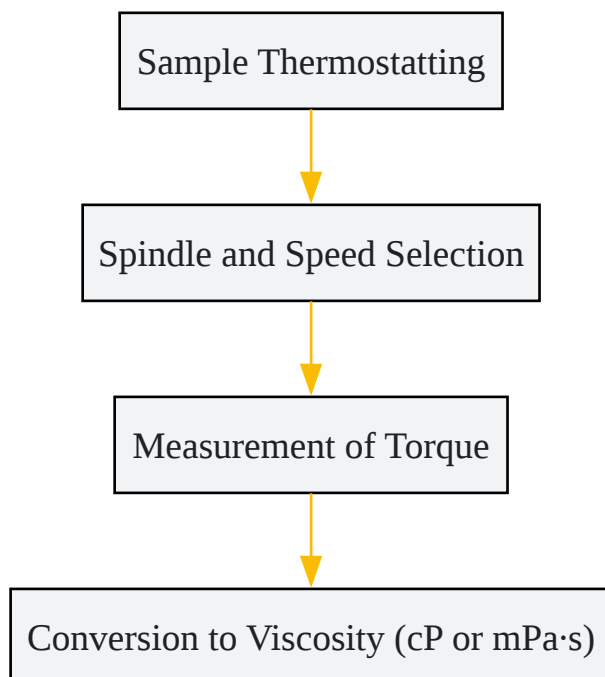 Sample Thermostatting
Spindle and Speed Selection
Measurement of Torque
Conversion to Viscosity (cP or mPa·s)